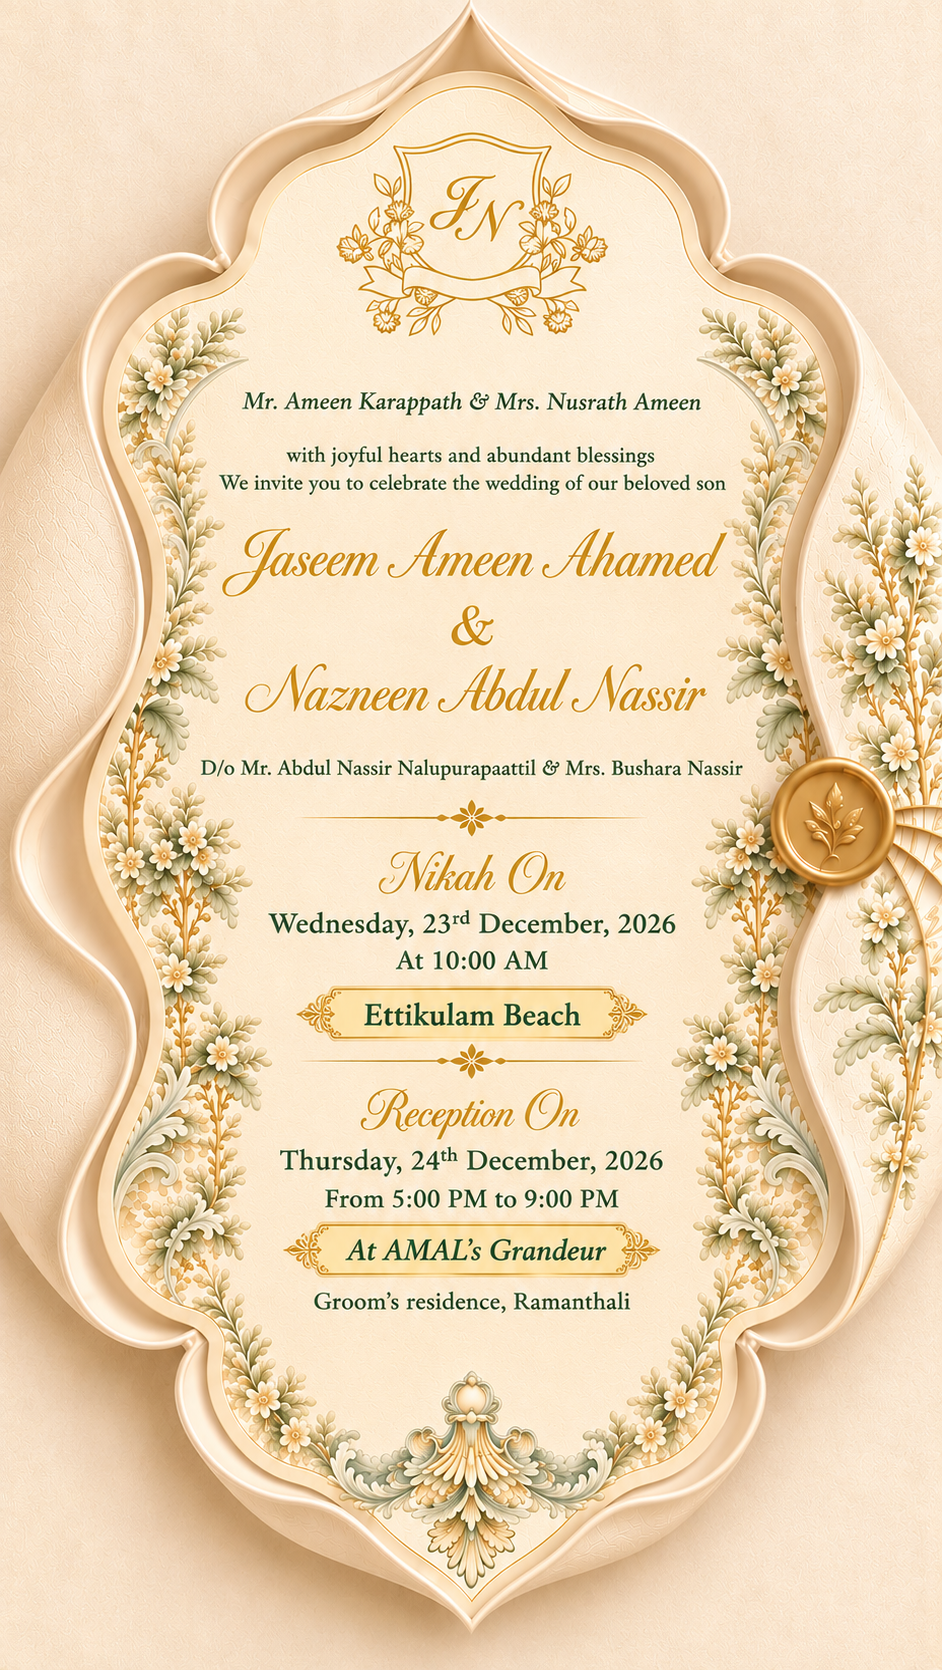 JN
Mr. Ameen Karappath & Mrs. Nusrath Ameen
with joyful hearts and abundant blessings
We invite you to celebrate the wedding of our beloved son
Jaseem Ameen Ahamed
&
Nazneen Abdul Nassir
D/o Mr. Abdul Nassir Nalupurapaattil & Mrs. Bushara Nassir
Nikah On
Wednesday, 23rd December, 2026
At 10:00 AM
Ettikulam Beach
Reception On
Thursday, 24th December, 2026
From 5:00 PM to 9:00 PM
At AMAL's Grandeur
Groom's residence, Ramanthali